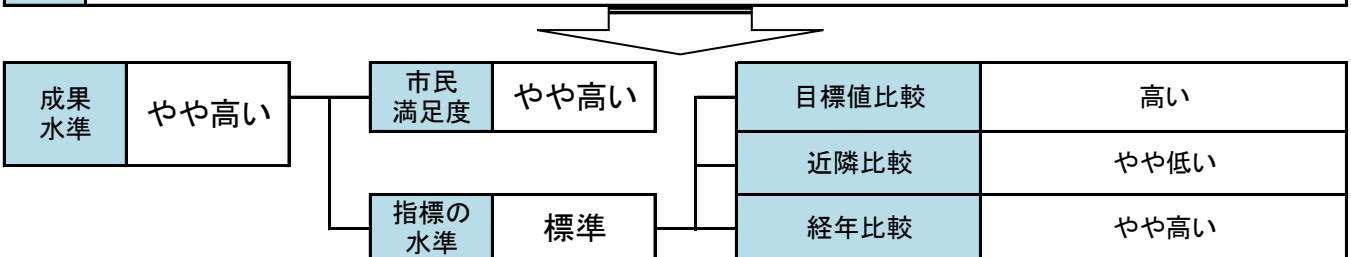 成果
水準
やや高い
市民
満足度
やや高い
指標の
水準
標準
目標値比較
高い
近隣比較
やや低い
経年比較
やや高い